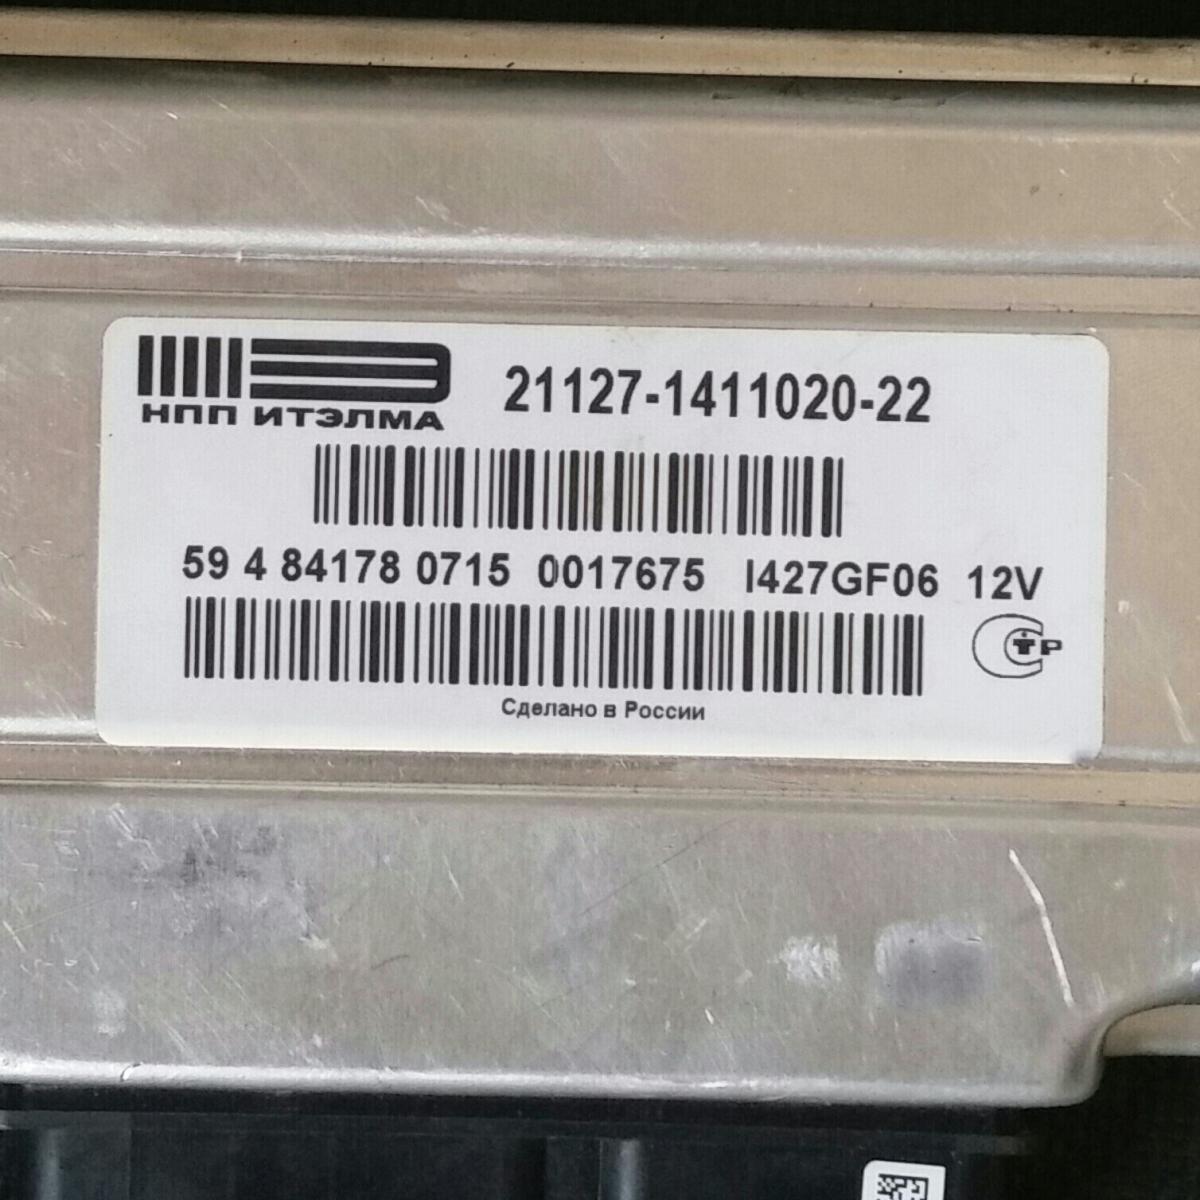 НПП ИТЭЛМА
21127-1411020-22
59 4 84178 0715 0017675 I427GF06 12V
Сделано в России